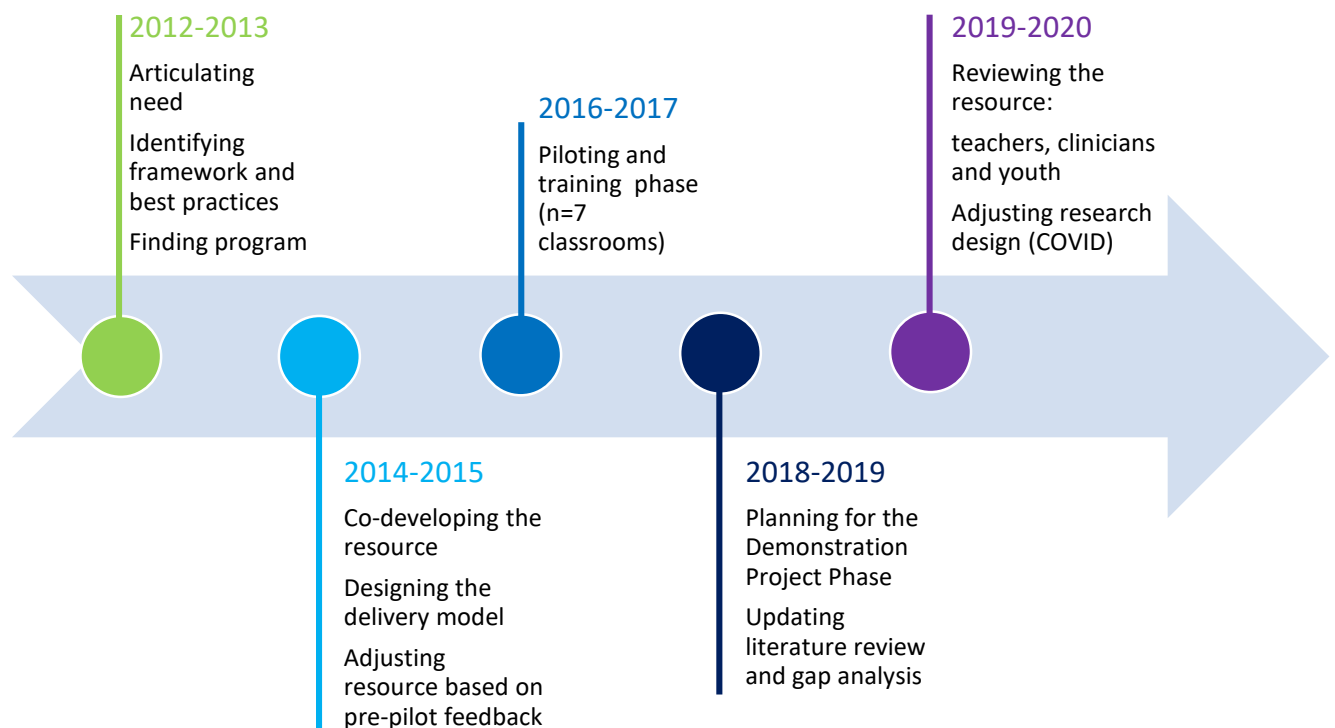 2012-2013
Articulating
need
Identifying
framework and
best practices
Finding program
2014-2015
Co-developing the
resource
Designing the
delivery model
Adjusting
resource based on
pre-pilot feedback
2016-2017
Piloting and
training  phase
(n=7
classrooms)
2018-2019
Planning for the
Demonstration
Project Phase
Updating
literature review
and gap analysis
2019-2020
Reviewing the
resource:
teachers, clinicians
and youth
Adjusting research
design (COVID)